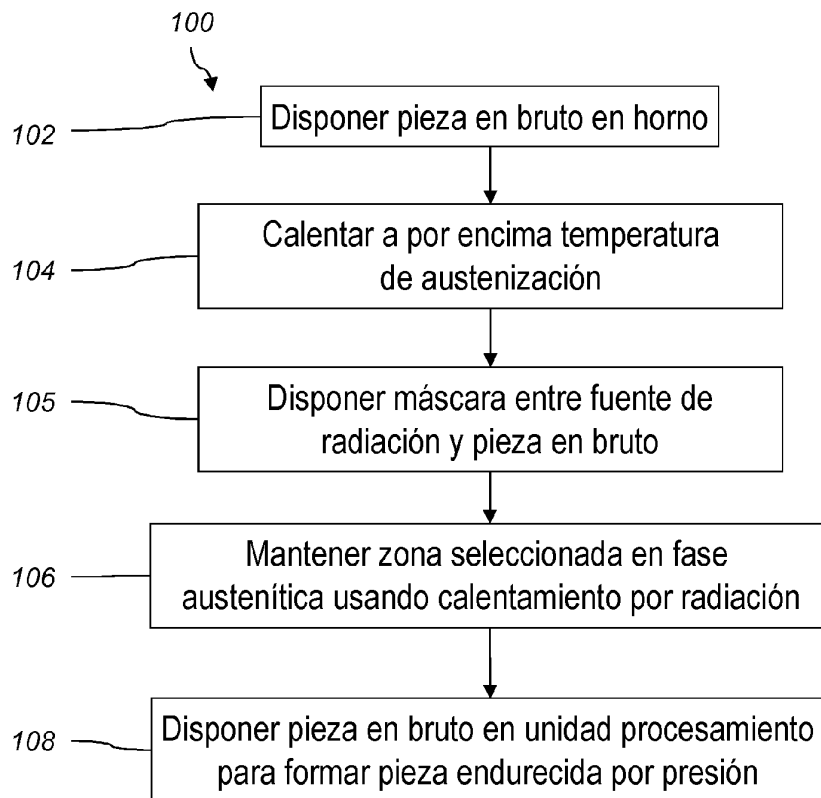 100
102
Disponer pieza en bruto en horno
104
Calentar a por encima temperatura
de austenización
105
Disponer máscara entre fuente de
radiación y pieza en bruto
106
Mantener zona seleccionada en fase
austenítica usando calentamiento por radiación
108
Disponer pieza en bruto en unidad procesamiento
para formar pieza endurecida por presión